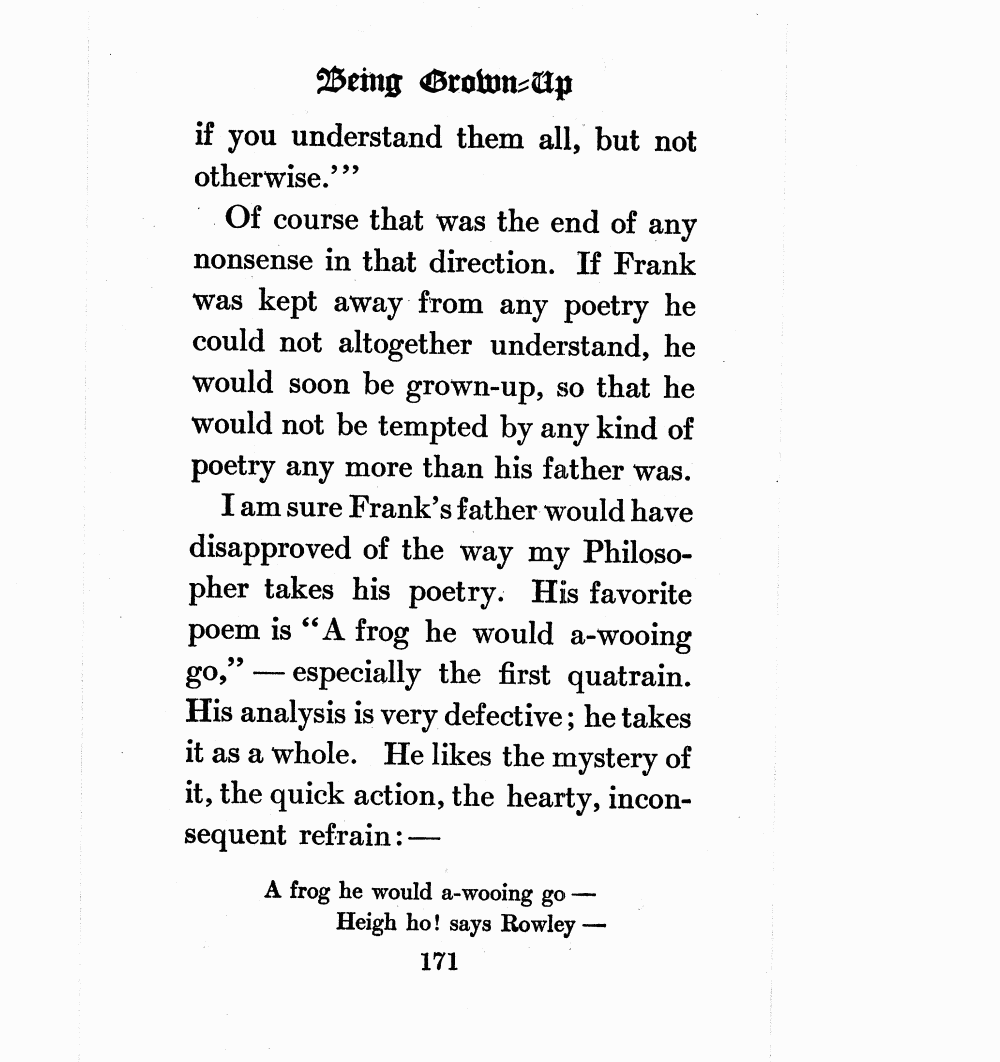 Being Grown-Up
if you understand them all, but not
otherwise.'”
Of course that was the end of any
nonsense in that direction. If Frank
was kept away from any poetry he
could not altogether understand, he
would soon be grown-up, so that he
would not be tempted by any kind of
poetry any more than his father was.
I am sure Frank's father would have
disapproved of the way my Philoso-
pher takes his poetry. His favorite
poem is “A frog he would a-wooing
go,” — especially the first quatrain.
His analysis is very defective; he takes
it as a whole. He likes the mystery of
it, the quick action, the hearty, incon-
sequent refrain: —
A frog he would a-wooing go —
Heigh ho! says Rowley —
171